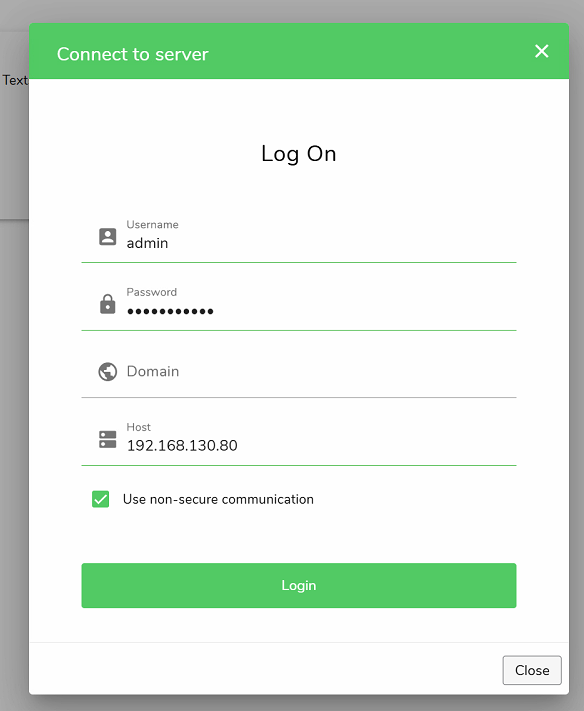 Connect to server
Text
Log On
Username
admin
Password
•••••••••••
Domain
Host
192.168.130.80
Use non-secure communication
Login
Close